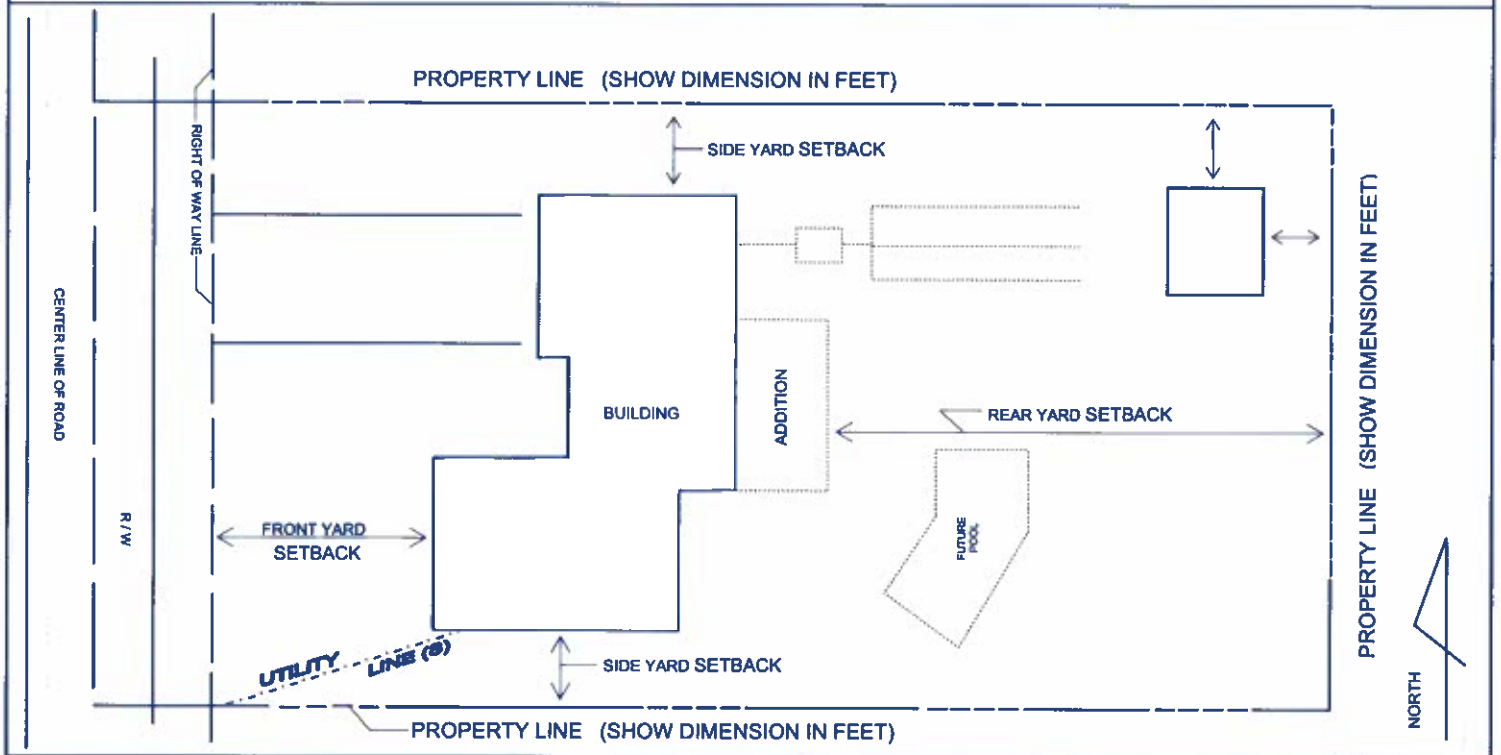 PROPERTY LINE (SHOW DIMENSION IN FEET)
RIGHT OF WAY LINE
SIDE YARD SETBACK
PROPERTY LINE (SHOW DIMENSION IN FEET)
CENTER LINE OF ROAD
BUILDING
ADDITION
REAR YARD SETBACK
R / W
FRONT YARD
SETBACK
FUTURE
POOL
UTILITY LINE (S)
SIDE YARD SETBACK
NORTH
PROPERTY LINE (SHOW DIMENSION IN FEET)